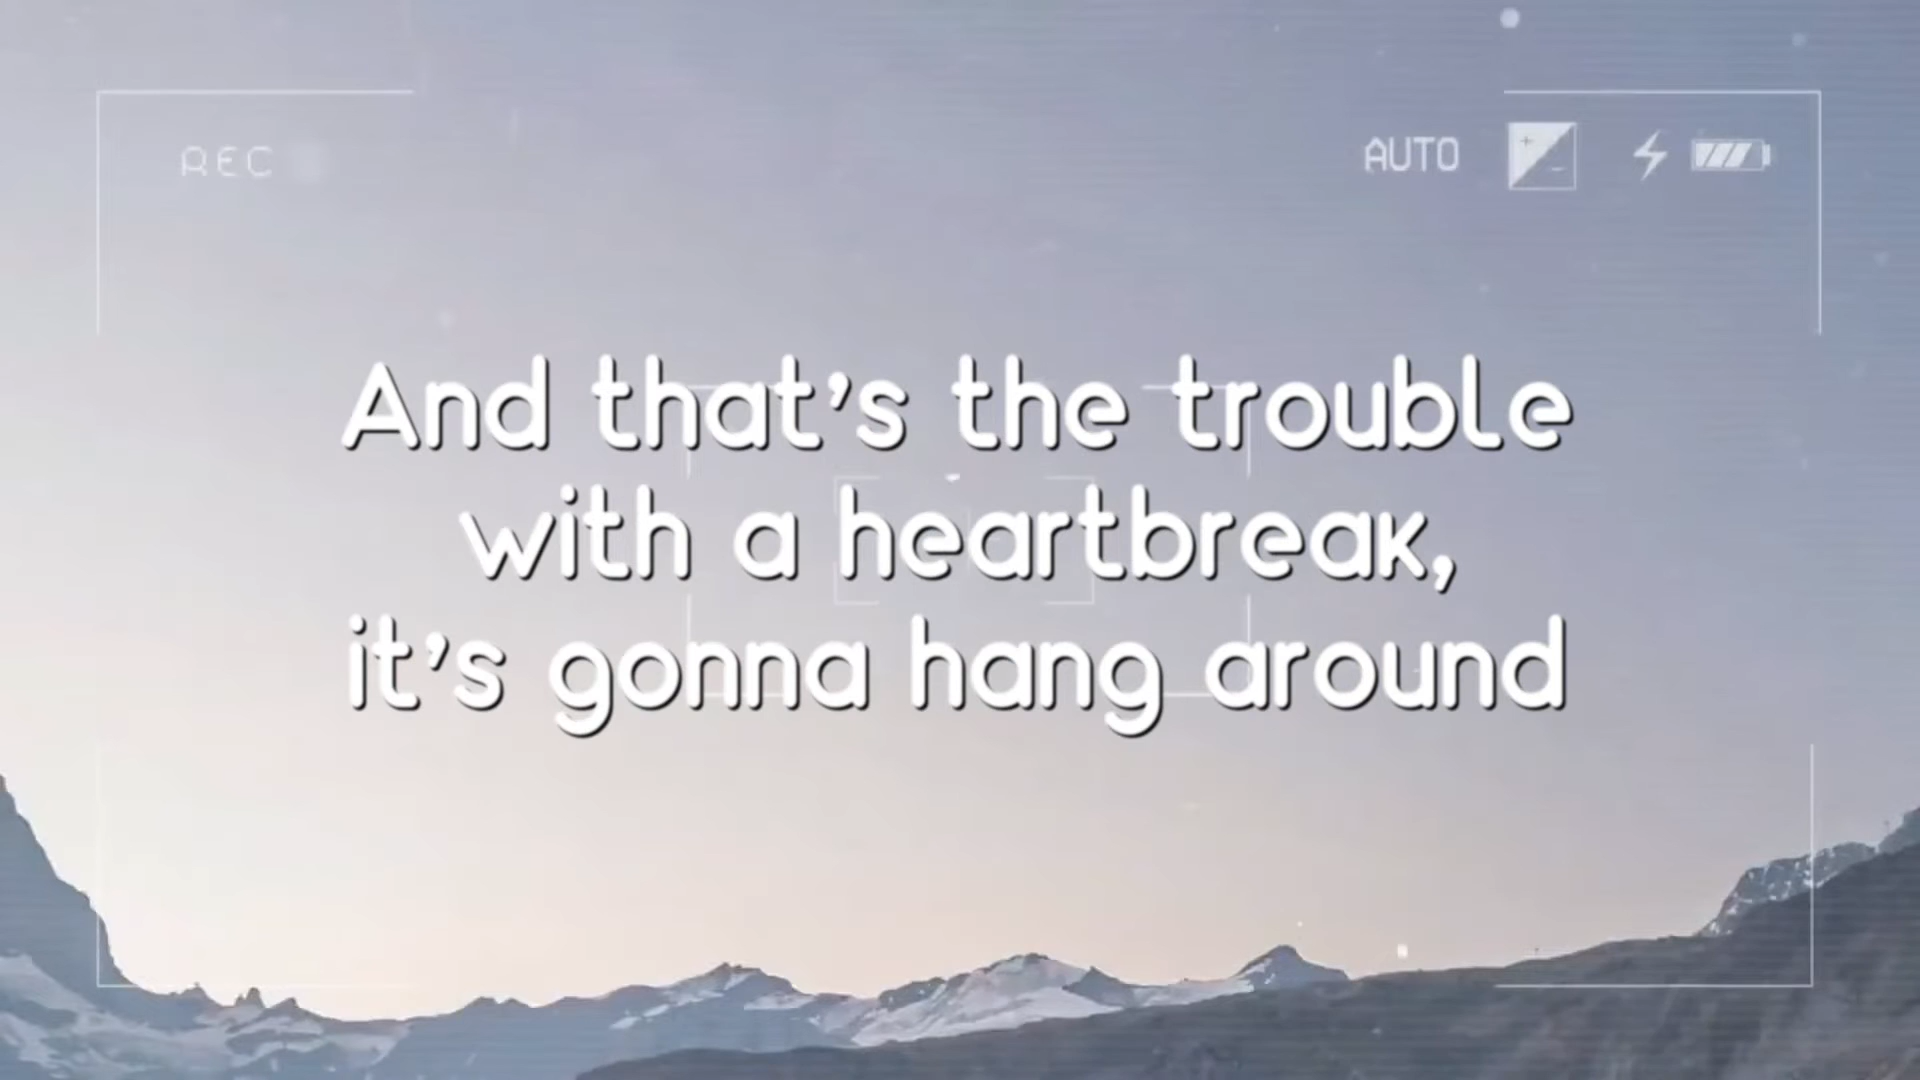 REC
AUTO
And that's the trouble
with a heartbreak,
it's gonna hang around